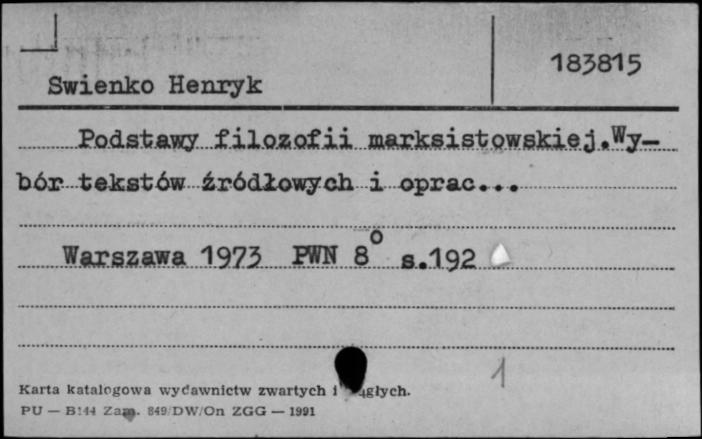 183815
Swienko Henryk
Podstawy filozofii marksistowskiej.Wy-
bór tekstów źródłowych i oprac...
Warszawa 1973 PWN 8° s.192
1
Karta katalogowa wydawnictw zwartych i
PU — B144 Zam. 849/DW/On ZGG — 1991